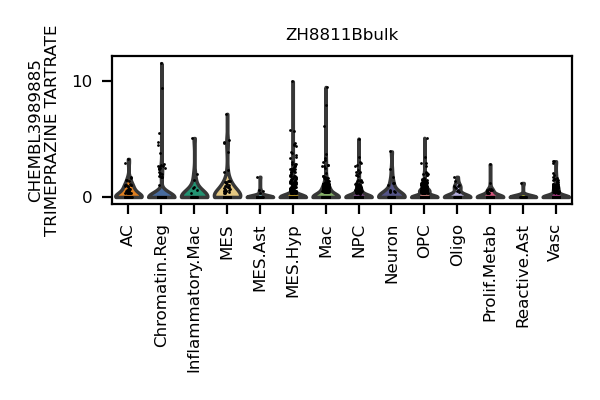 ZH8811Bbulk
CHEMBL3989885
TRIMEPRAZINE TARTRATE
10
0
AC
Chromatin.Reg
Inflammatory.Mac
MES
MES.Ast
MES.Hyp
Mac
NPC
Neuron
OPC
Oligo
Prolif.Metab
Reactive.Ast
Vasc